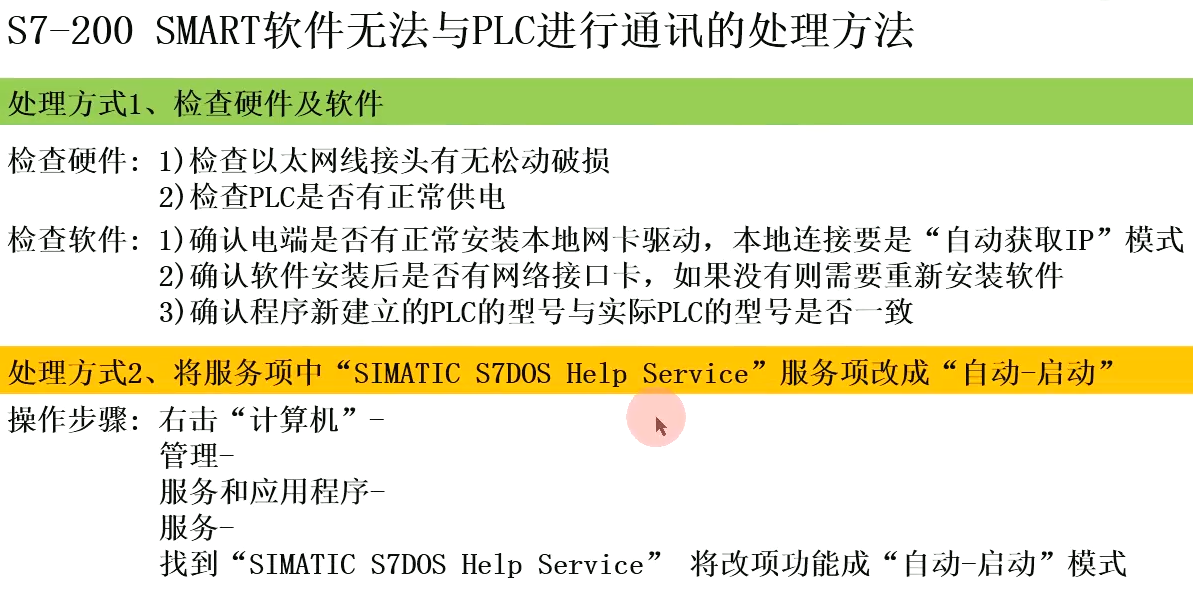 S7-200 SMART软件无法与PLC进行通讯的处理方法
处理方式1、检查硬件及软件
检查硬件: 1)检查以太网线接头有无松动破损
2)检查PLC是否有正常供电
检查软件: 1)确认电端是否有正常安装本地网卡驱动，本地连接要是“自动获取IP”模式
2)确认软件安装后是否有网络接口卡，如果没有则需要重新安装软件
3)确认程序新建立的PLC的型号与实际PLC的型号是否一致
处理方式2、将服务项中“SIMATIC S7DOS Help Service”服务项改成“自动-启动”
操作步骤: 右击“计算机”-
管理-
服务和应用程序-
服务-
找到“SIMATIC S7DOS Help Service” 将改项功能成“自动-启动”模式